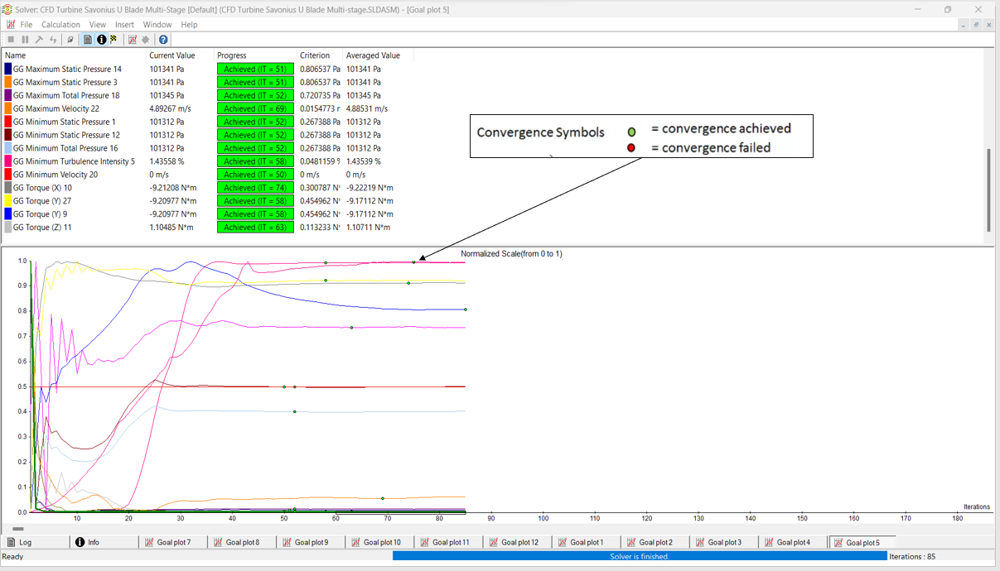 Solver: CFD Turbine Savonius U Blade Multi-Stage [Default] (CFD Turbine Savonius U Blade Multi-stage.SLDASM) - [Goal plot 5]
File Calculation View Insert Window Help
Name Current Value Progress Criterion Averaged Value
GG Maximum Static Pressure 14 101341 Pa Achieved (IT = 51) 0.806537 Pa 101341 Pa
GG Maximum Static Pressure 3 101341 Pa Achieved (IT = 51) 0.806537 Pa 101341 Pa
GG Maximum Total Pressure 18 101345 Pa Achieved (IT = 52) 0.720735 Pa 101345 Pa
GG Maximum Velocity 22 4.89267 m/s Achieved (IT = 69) 0.0154773 r 4.88531 m/s
GG Minimum Static Pressure 1 101312 Pa Achieved (IT = 52) 0.267388 Pa 101312 Pa
GG Minimum Static Pressure 12 101312 Pa Achieved (IT = 52) 0.267388 Pa 101312 Pa
GG Minimum Total Pressure 16 101312 Pa Achieved (IT = 52) 0.267388 Pa 101312 Pa
GG Minimum Turbulence Intensity 5 1.43558 % Achieved (IT = 58) 0.0481159 1.43539 %
GG Minimum Velocity 20 0 m/s Achieved (IT = 50) 0 m/s 0 m/s
GG Torque (X) 10 -9.21208 N*m Achieved (IT = 74) 0.300787 N* -9.22219 N*m
GG Torque (Y) 27 -9.20977 N*m Achieved (IT = 58) 0.454962 N* -9.17112 N*m
GG Torque (Y) 9 -9.20977 N*m Achieved (IT = 58) 0.454962 N* -9.17112 N*m
GG Torque (Z) 11 1.10485 N*m Achieved (IT = 63) 0.113233 N* 1.10711 N*m
Convergence Symbols = convergence achieved
= convergence failed
Normalized Scale(from 0 to 1)
1.0
0.9
0.8
0.7
0.6
0.5
0.4
0.3
0.2
0.1
0.0
Iterations
10 20 30 40 50 60 70 80 90 100 110 120 130 140 150 160 170 180
Log Info Goal plot 7 Goal plot 8 Goal plot 9 Goal plot 10 Goal plot 11 Goal plot 12 Goal plot 1 Goal plot 2 Goal plot 3 Goal plot 4 Goal plot 5
Ready Solver is finished. Iterations : 85